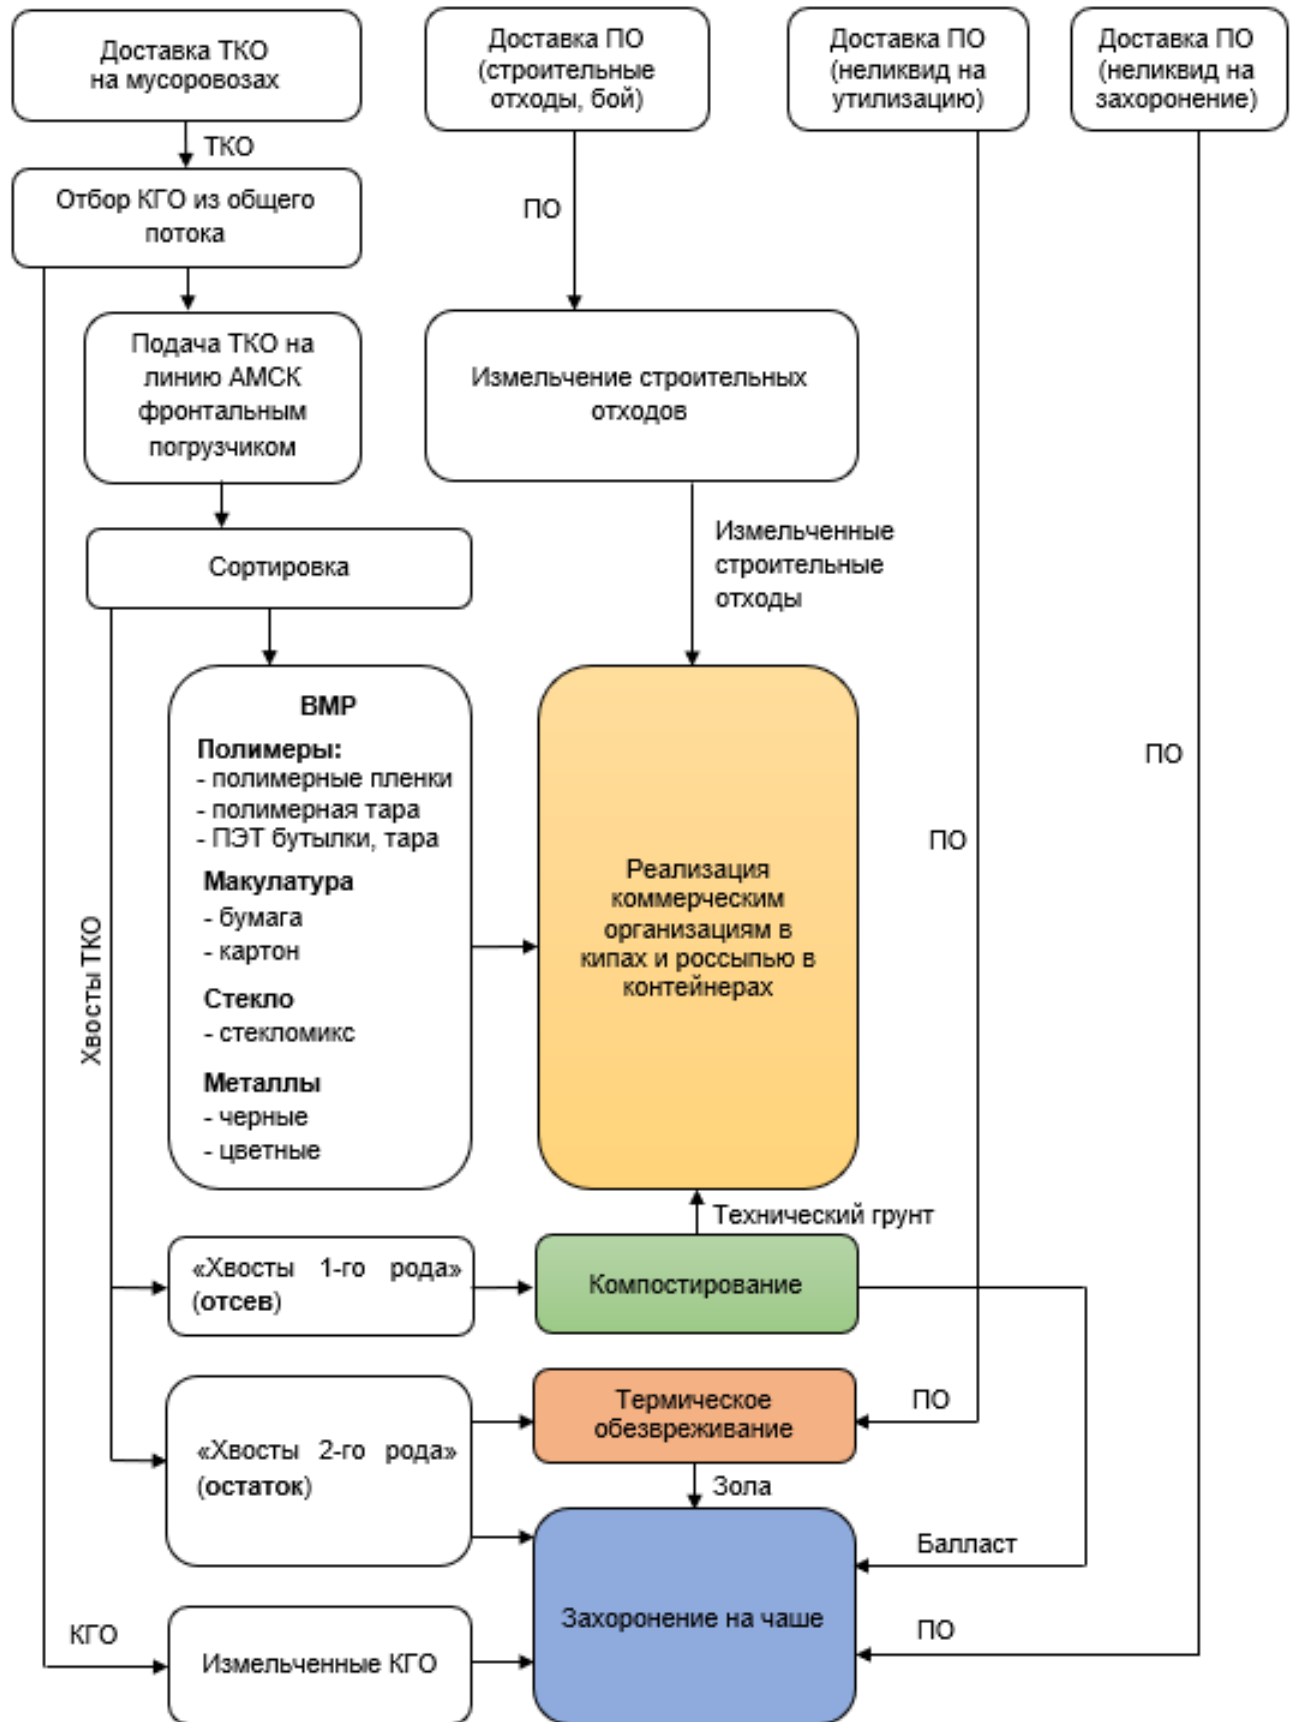 Доставка ТКО
на мусоровозах
Доставка ПО
(строительные
отходы, бой)
Доставка ПО
(неликвид на
утилизацию)
Доставка ПО
(неликвид на
захоронение)
ТКО
Отбор КГО из общего
потока
ПО
Подача ТКО на
линию АМСК
фронтальным
погрузчиком
Измельчение строительных
отходов
Измельченные
строительные
отходы
Сортировка
ВМР
Полимеры:
- полимерные пленки
- полимерная тара
- ПЭТ бутылки, тара
Макулатура
- бумага
- картон
Стекло
- стекломикс
Металлы
- черные
- цветные
Реализация
коммерческим
организациям в
кипах и россыпью в
контейнерах
ПО
ПО
Хвосты ТКО
Технический грунт
«Хвосты 1-го рода»
(отсев)
Компостирование
Термическое
обезвреживание
ПО
«Хвосты 2-го рода»
(остаток)
Зола
Балласт
Захоронение на чаше
ПО
КГО
Измельченные КГО